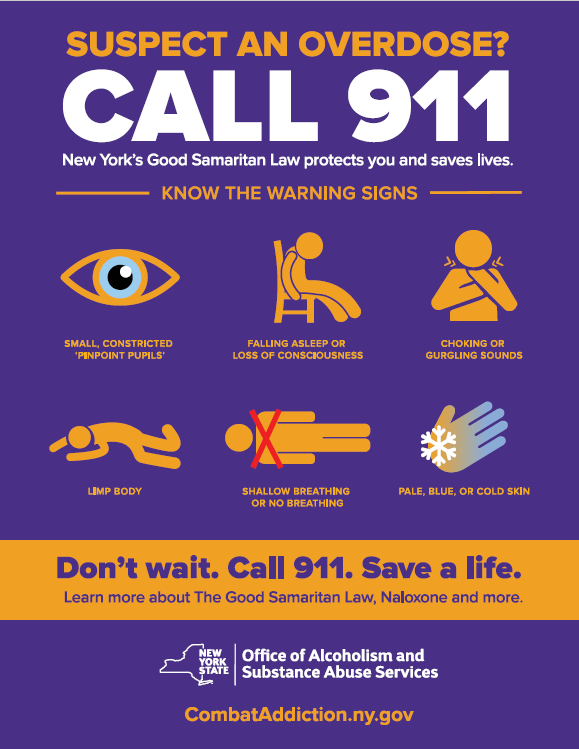 SUSPECT AN OVERDOSE?
CALL 911
New York's Good Samaritan Law protects you and saves lives.
KNOW THE WARNING SIGNS
SMALL, CONSTRICTED
'PINPOINT PUPILS'
FALLING ASLEEP OR
LOSS OF CONSCIOUSNESS
CHOKING OR
GURGLING SOUNDS
LIMP BODY
SHALLOW BREATHING
OR NO BREATHING
PALE, BLUE, OR COLD SKIN
Don't wait. Call 911. Save a life.
Learn more about The Good Samaritan Law, Naloxone and more.
NEW
YORK
STATE
Office of Alcoholism and
Substance Abuse Services
CombatAddiction.ny.gov